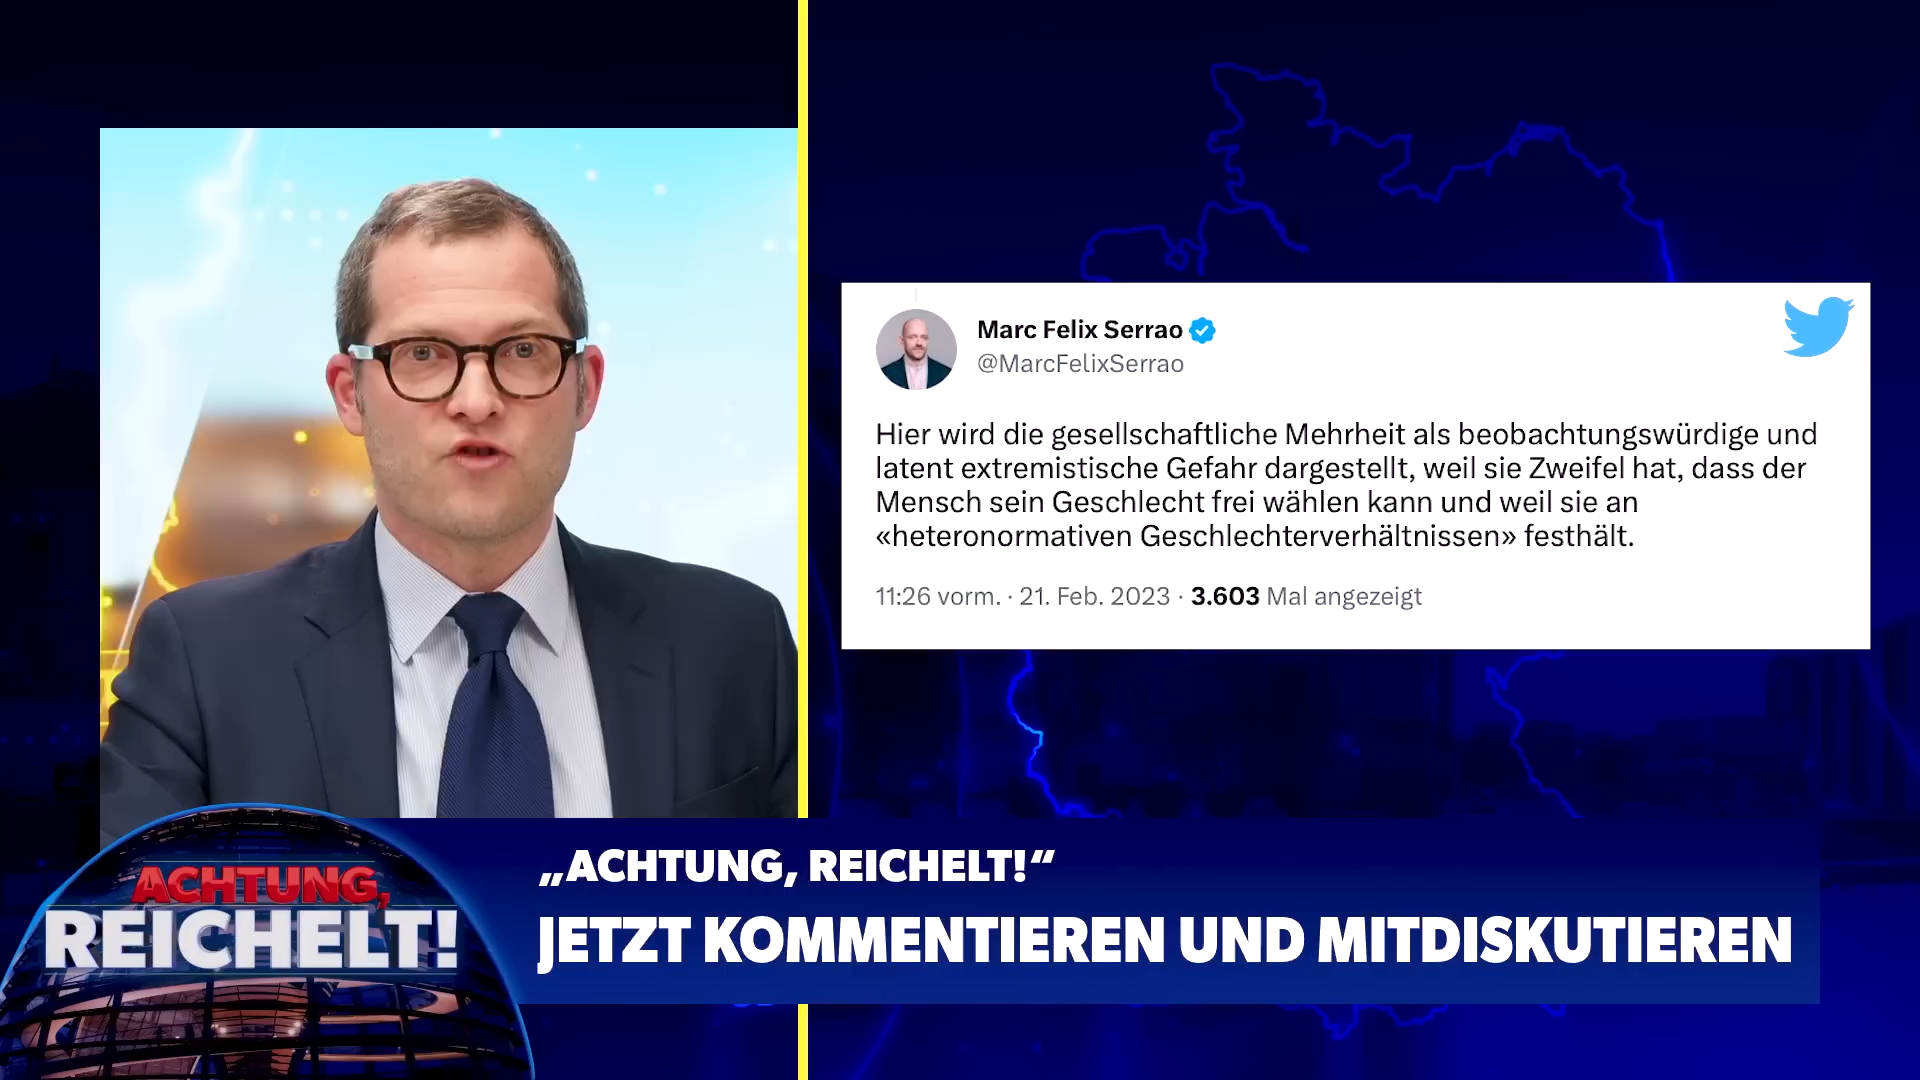 Marc Felix Serrao
@MarcFelixSerrao
Hier wird die gesellschaftliche Mehrheit als beobachtungswürdige und
latent extremistische Gefahr dargestellt, weil sie Zweifel hat, dass der
Mensch sein Geschlecht frei wählen kann und weil sie an
«heteronormativen Geschlechterverhältnissen» festhält.
11:26 vorm. · 21. Feb. 2023 · 3.603 Mal angezeigt
„ACHTUNG, REICHELT!“
JETZT KOMMENTIEREN UND MITDISKUTIEREN
ACHTUNG,
REICHELT!